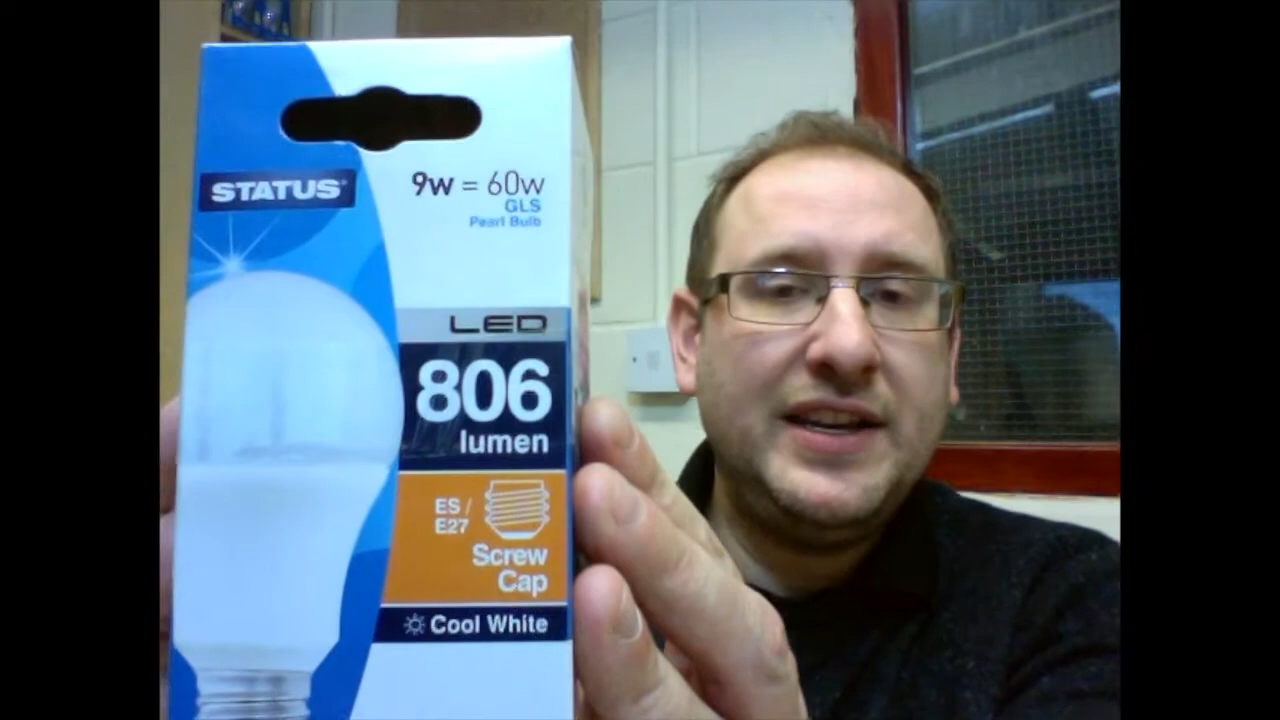 STATUS
9w = 60w
GLS
Pearl Bulb
LED
806
lumen
ES /
E27
Screw
Cap
Cool White